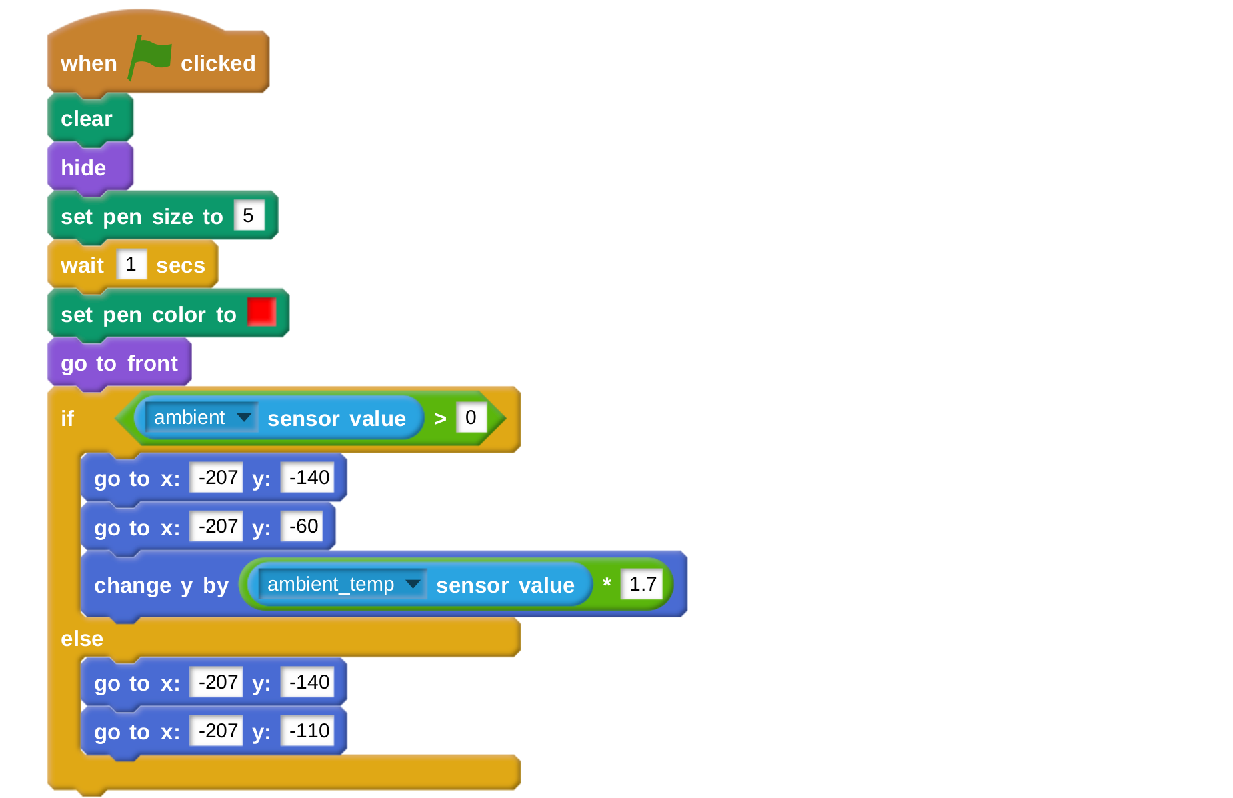 when clicked
clear
hide
set pen size to 5
wait 1 secs
set pen color to
go to front
if ambient sensor value > 0
go to x: -207 y: -140
go to x: -207 y: -60
change y by ambient_temp sensor value * 1.7
else
go to x: -207 y: -140
go to x: -207 y: -110